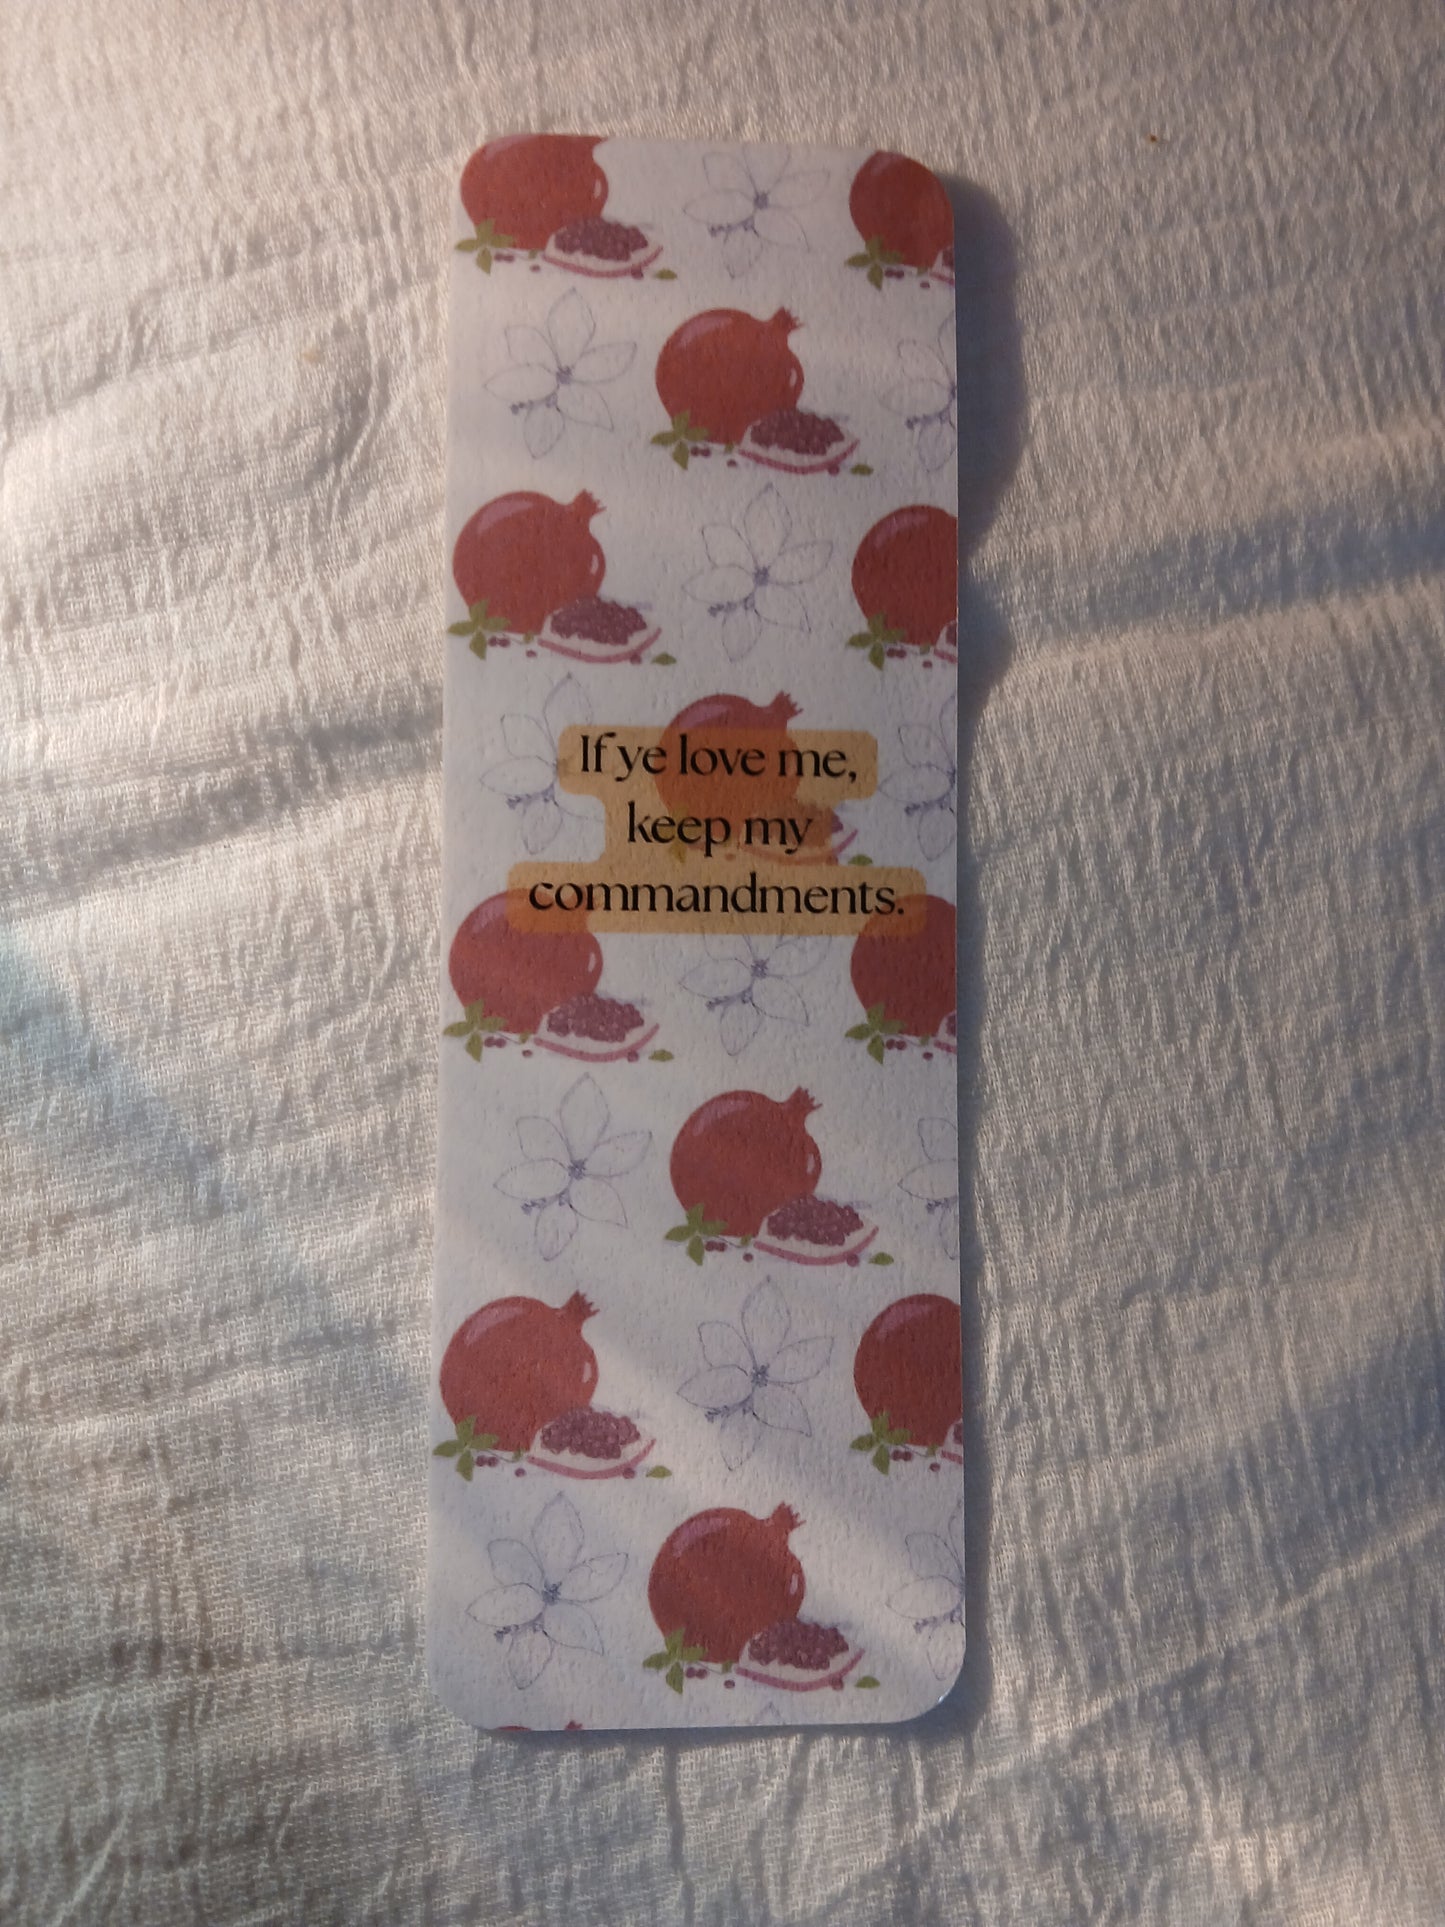 If ye love me,
keep my
commandments.